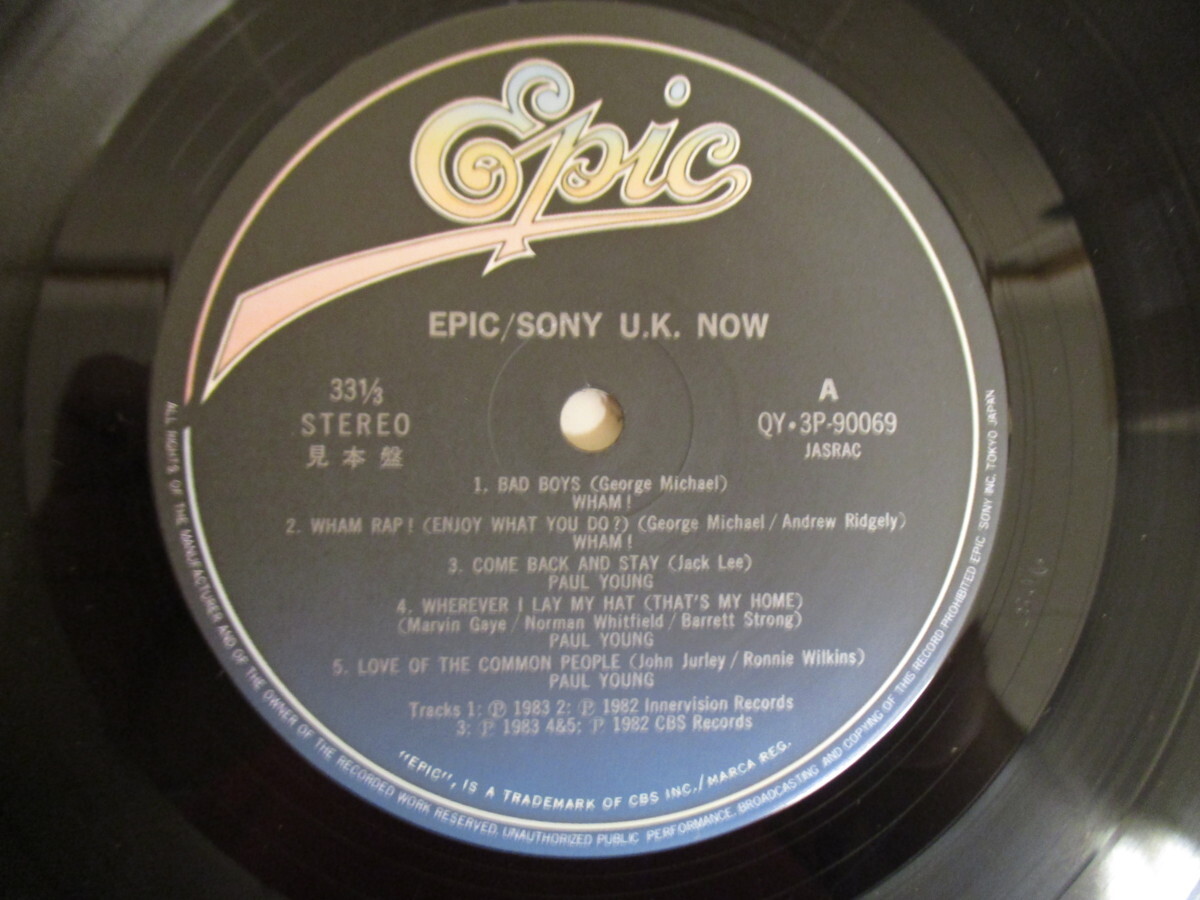 Epic
EPIC/SONY U.K. NOW
33⅓
STEREO
見本盤
A
QY・3P-90069
JASRAC
1. BAD BOYS (George Michael)
WHAM!
2. WHAM RAP! (ENJOY WHAT YOU DO?) (George Michael/Andrew Ridgely)
WHAM!
3. COME BACK AND STAY (Jack Lee)
PAUL YOUNG
4. WHEREVER I LAY MY HAT (THAT'S MY HOME)
(Marvin Gaye/Norman Whitfield/Barrett Strong)
PAUL YOUNG
5. LOVE OF THE COMMON PEOPLE (John Jurley/Ronnie Wilkins)
PAUL YOUNG
Tracks 1: Ⓟ 1983 2: Ⓟ 1982 Innervision Records
3: Ⓟ 1983 4&5: Ⓟ 1982 CBS Records
"EPIC", IS A TRADEMARK OF CBS INC./MARCA REG.
ALL RIGHTS OF THE MANUFACTURER AND OF THE OWNER OF THE RECORDED WORK RESERVED. UNAUTHORIZED PUBLIC PERFORMANCE. BROADCASTING AND COPYING OF THIS RECORD PROHIBITED EPIC/SONY INC. TOKYO JAPAN